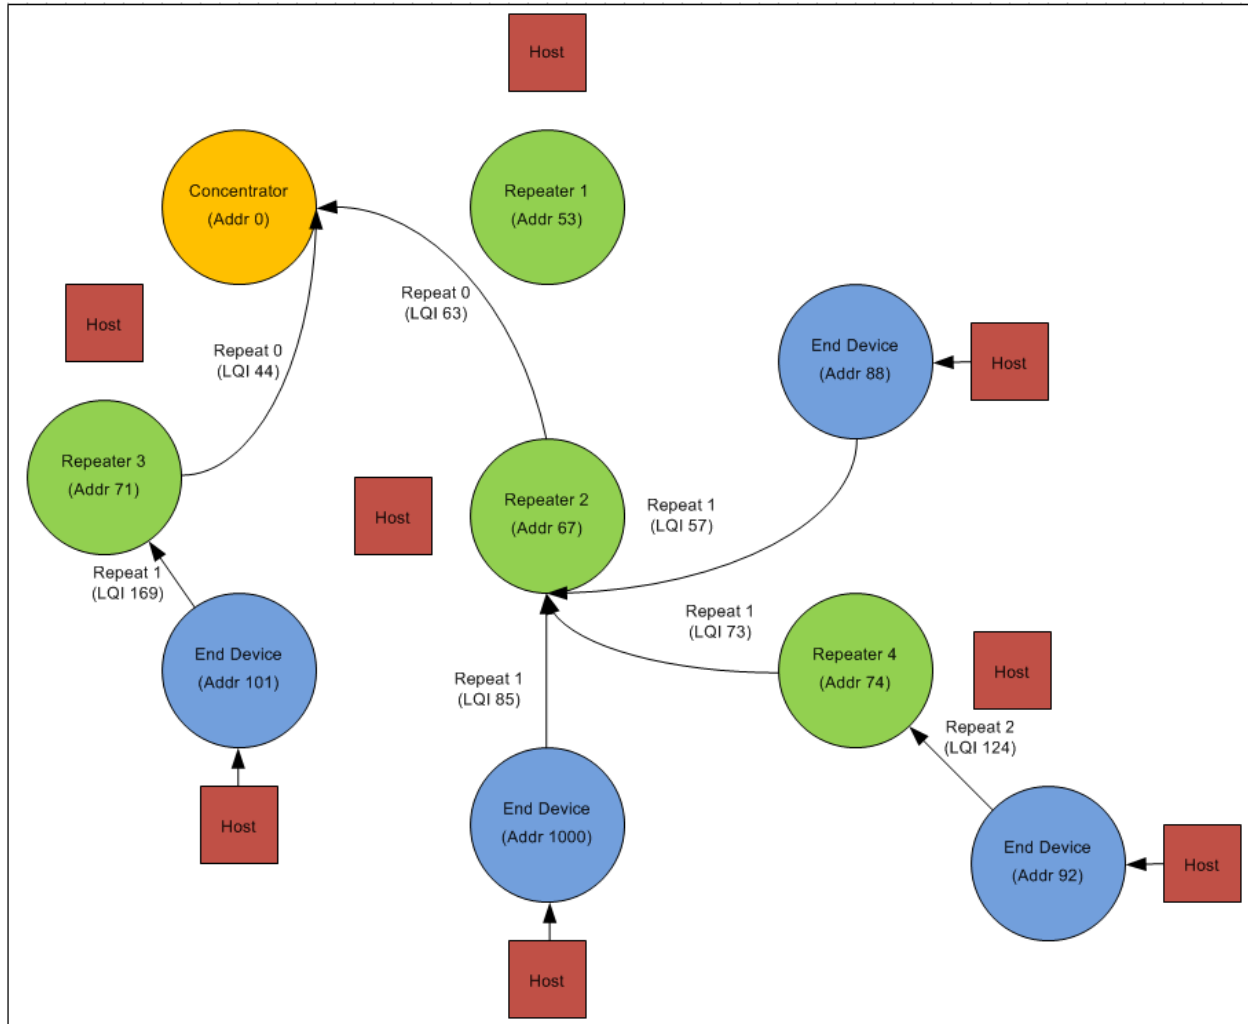 Host
Concentrator
(Addr 0)
Repeater 1
(Addr 53)
Host
Repeat 0
(LQI 44)
Repeat 0
(LQI 63)
End Device
(Addr 88)
Host
Repeater 3
(Addr 71)
Host
Repeater 2
(Addr 67)
Repeat 1
(LQI 57)
Repeat 1
(LQI 169)
Repeat 1
(LQI 73)
End Device
(Addr 101)
Repeat 1
(LQI 85)
Repeater 4
(Addr 74)
Host
Repeat 2
(LQI 124)
Host
End Device
(Addr 1000)
End Device
(Addr 92)
Host
Host